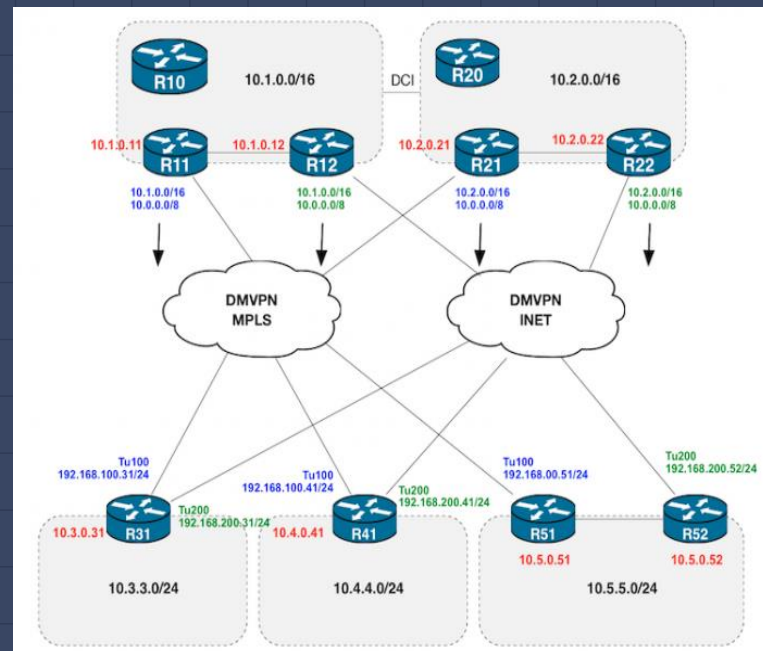 R10
10.1.0.0/16
DCI
R20
10.2.0.0/16
10.1.0.11
R11
10.1.0.12
R12
10.2.0.21
R21
10.2.0.22
R22
10.1.0.0/16
10.0.0.0/8
10.1.0.0/16
10.0.0.0/8
10.2.0.0/16
10.0.0.0/8
10.2.0.0/16
10.0.0.0/8
DMVPN
MPLS
DMVPN
INET
Tu100
192.168.100.31/24
Tu200
192.168.200.31/24
Tu100
192.168.100.41/24
Tu200
192.168.200.41/24
Tu100
192.168.00.51/24
Tu200
192.168.200.52/24
10.3.0.31
R31
10.4.0.41
R41
R51
10.5.0.51
R52
10.5.0.52
10.3.3.0/24
10.4.4.0/24
10.5.5.0/24